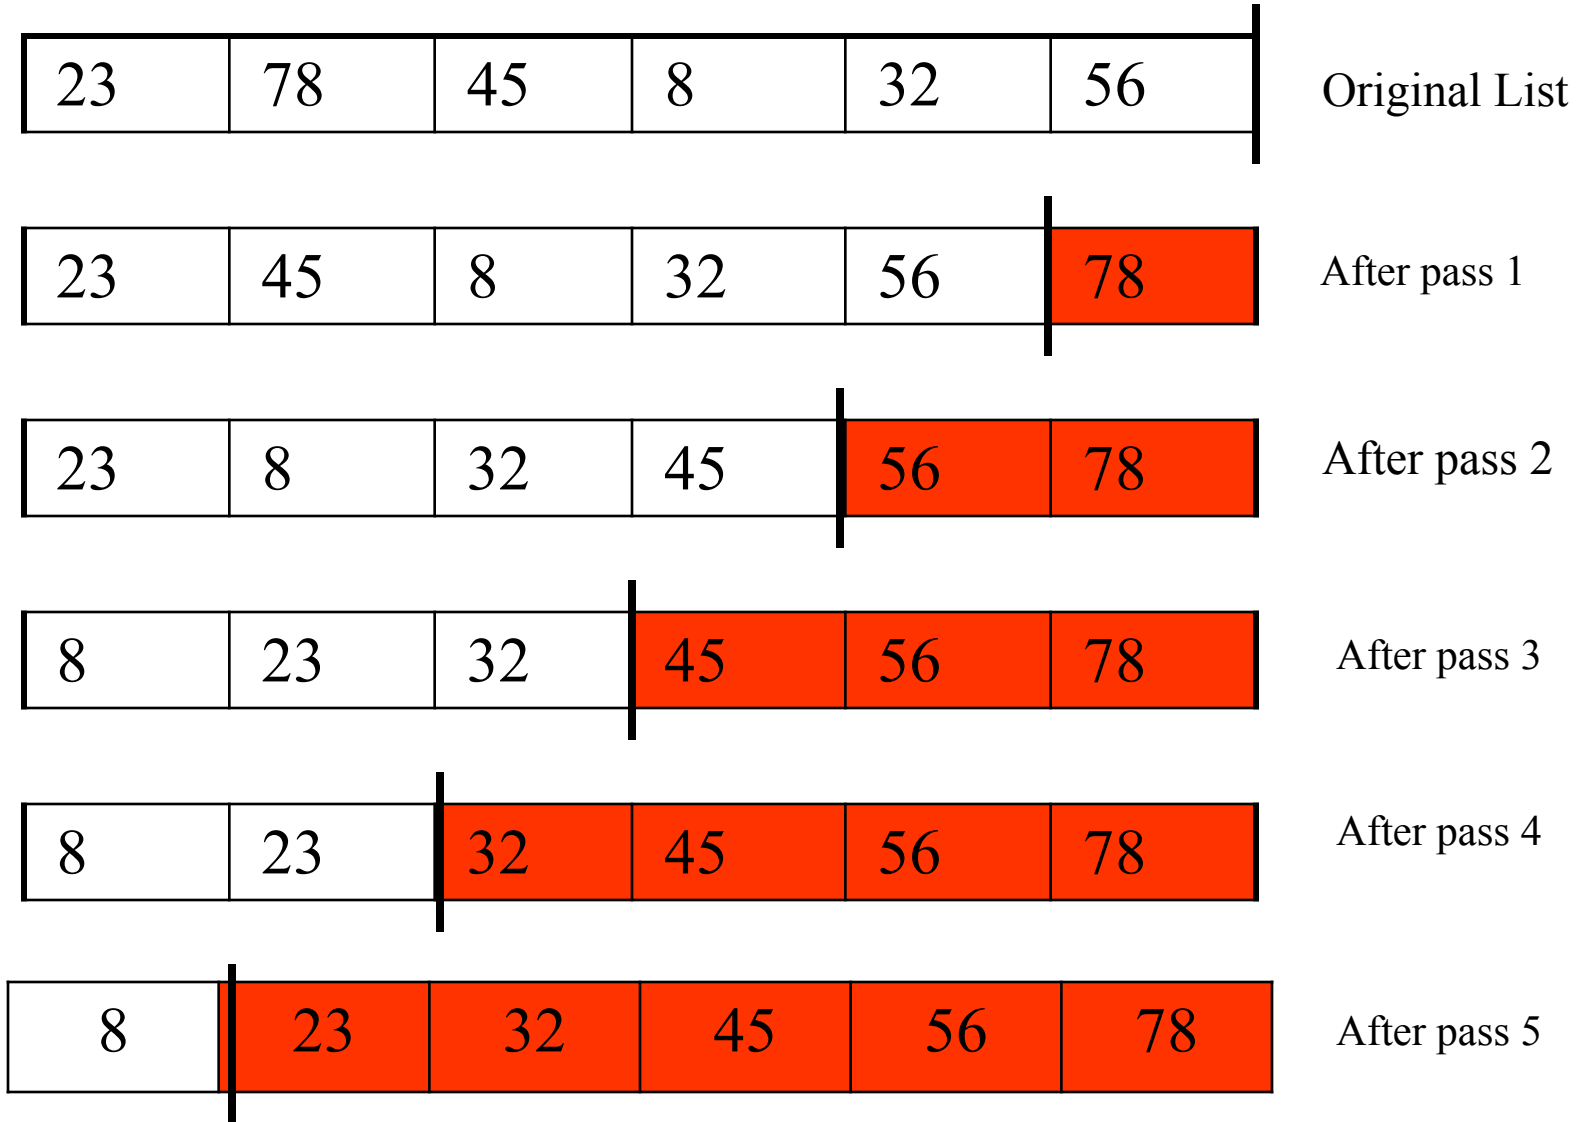 23 78 45 8 32 56 Original List
23 45 8 32 56 78 After pass 1
23 8 32 45 56 78 After pass 2
8 23 32 45 56 78 After pass 3
8 23 32 45 56 78 After pass 4
8 23 32 45 56 78 After pass 5